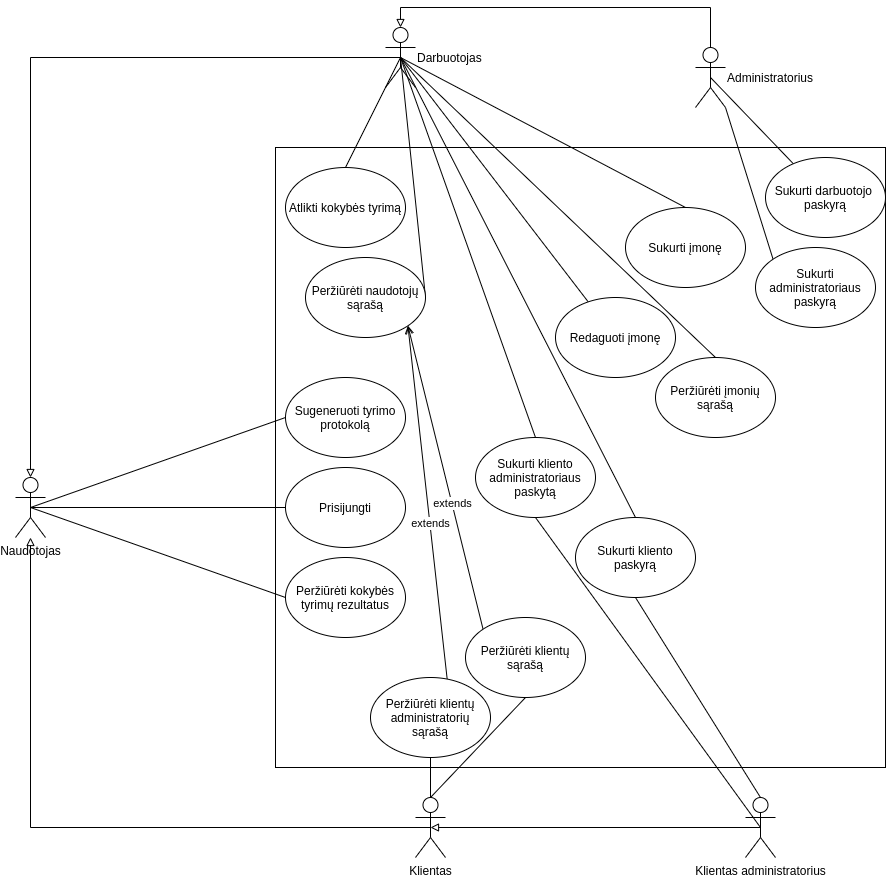 Darbuotojas
Administratorius
Atlikti kokybės tyrimą
Sukurti darbuotojo
paskyrą
Sukurti įmonę
Sukurti
administratoriaus
paskyrą
Peržiūrėti naudotojų
sąrašą
Redaguoti įmonę
Peržiūrėti įmonių
sąrašą
Sugeneruoti tyrimo
protokolą
Sukurti kliento
administratoriaus
paskytą
Prisijungti
extends
extends
Naudotojas
Sukurti kliento
paskyrą
Peržiūrėti kokybės
tyrimų rezultatus
Peržiūrėti klientų
sąrašą
Peržiūrėti klientų
administratorių
sąrašą
Klientas
Klientas administratorius